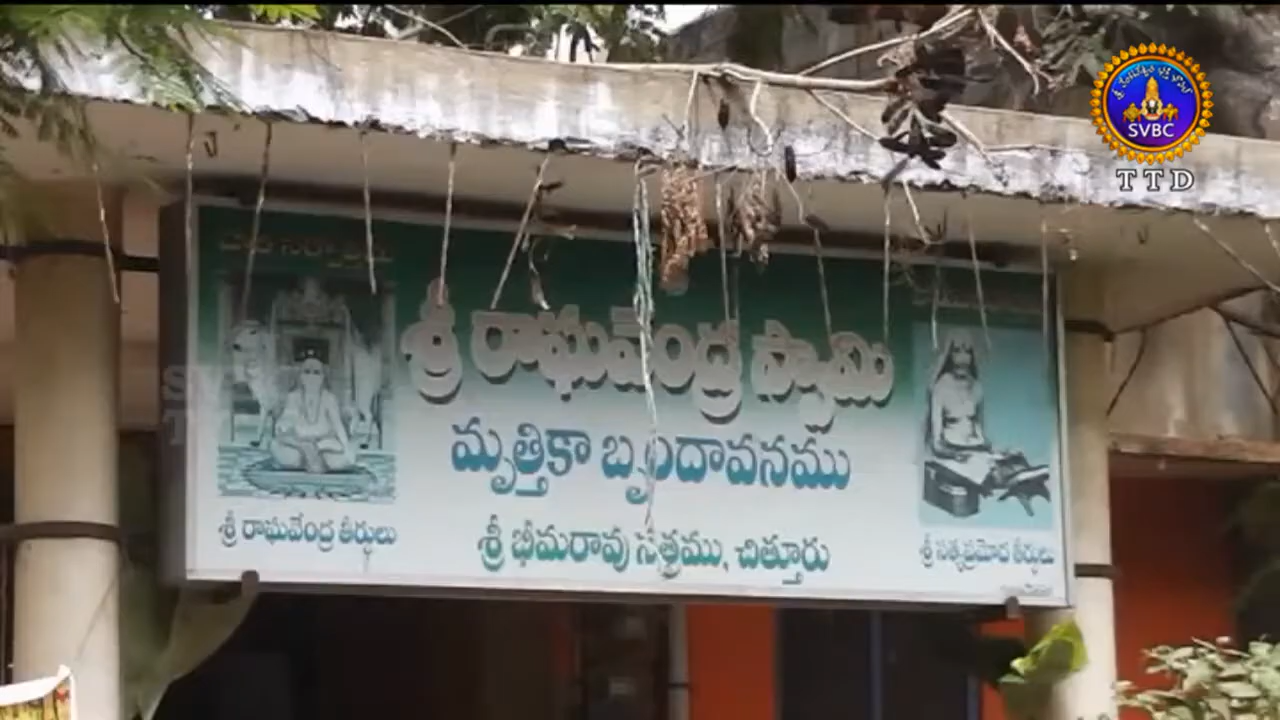 శ్రీ రాఘవేంద్ర స్వామి
మృత్తికా బృందావనము
శ్రీ భీమరావు సత్రము, చిత్తూరు
శ్రీ రాఘవేంద్ర తీర్థులు
శ్రీ సత్యప్రమోద తీర్థులు
SVBC
TTD